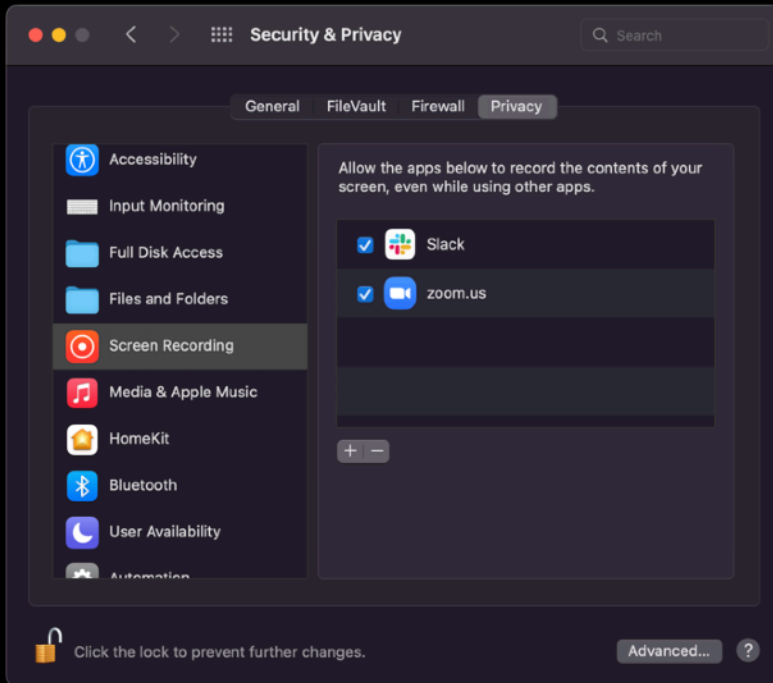 Security & Privacy
Search
General
FileVault
Firewall
Privacy
Accessibility
Input Monitoring
Full Disk Access
Files and Folders
Screen Recording
Media & Apple Music
HomeKit
Bluetooth
User Availability
Automation
Allow the apps below to record the contents of your
screen, even while using other apps.
Slack
zoom.us
+ −
Click the lock to prevent further changes.
Advanced...
?